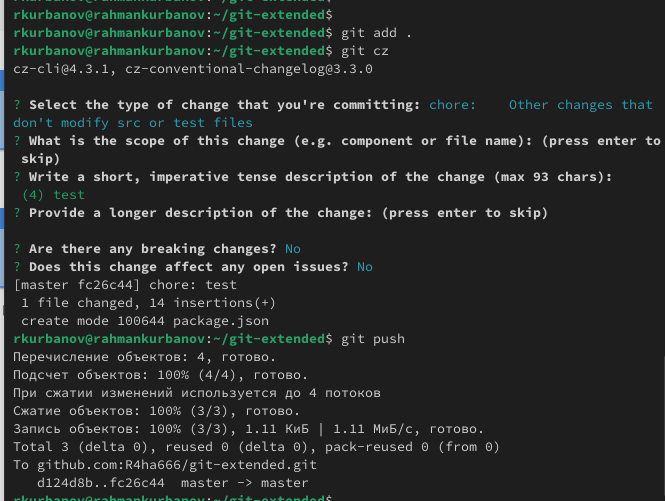 rkurbanov@rahmankurbanov:~/git-extended$
rkurbanov@rahmankurbanov:~/git-extended$
rkurbanov@rahmankurbanov:~/git-extended$ git add .
rkurbanov@rahmankurbanov:~/git-extended$ git cz
cz-cli@4.3.1, cz-conventional-changelog@3.3.0
? Select the type of change that you're committing: chore:    Other changes that
don't modify src or test files
? What is the scope of this change (e.g. component or file name): (press enter to
skip)
? Write a short, imperative tense description of the change (max 93 chars):
(4) test
? Provide a longer description of the change: (press enter to skip)
? Are there any breaking changes? No
? Does this change affect any open issues? No
[master fc26c44] chore: test
1 file changed, 14 insertions(+)
create mode 100644 package.json
rkurbanov@rahmankurbanov:~/git-extended$ git push
Перечисление объектов: 4, готово.
Подсчет объектов: 100% (4/4), готово.
При сжатии изменений используется до 4 потоков
Сжатие объектов: 100% (3/3), готово.
Запись объектов: 100% (3/3), 1.11 КиБ | 1.11 МиБ/с, готово.
Total 3 (delta 0), reused 0 (delta 0), pack-reused 0 (from 0)
To github.com:R4ha666/git-extended.git
d124d8b..fc26c44  master -> master
rkurbanov@rahmankurbanov:~/git-extended$